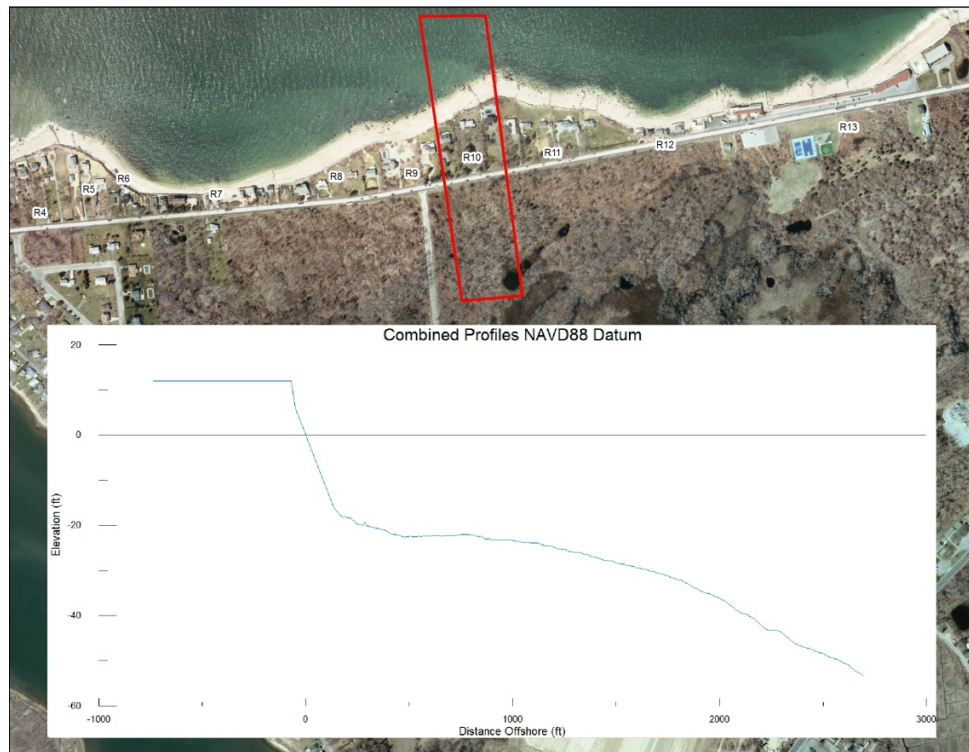 R13
R12
R11
R10
R9
R8
R7
R6
R5
R4
Combined Profiles NAVD88 Datum
20
0
-20
-40
-60
Elevation (ft)
-1000 0 1000 2000 3000
Distance Offshore (ft)